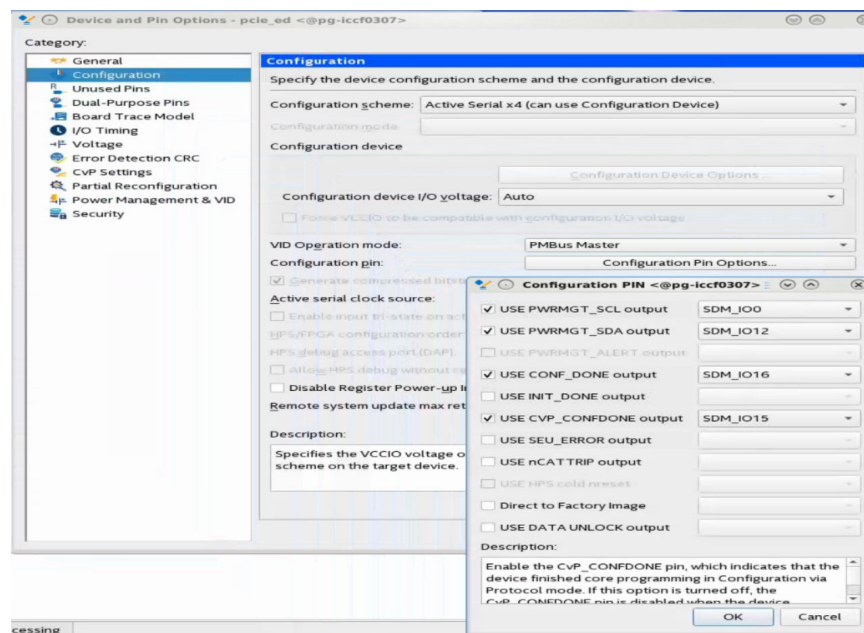 Device and Pin Options - pcie_ed <@pg-iccf0307>
Category:
General
Configuration
Unused Pins
Dual-Purpose Pins
Board Trace Model
I/O Timing
Voltage
Error Detection CRC
CvP Settings
Partial Reconfiguration
Power Management & VID
Security
Configuration
Specify the device configuration scheme and the configuration device.
Configuration scheme: Active Serial x4 (can use Configuration Device)
Configuration mode
Configuration device
Configuration Device Options...
Configuration device I/O voltage: Auto
Force VCCIO to be compatible with configuration I/O voltage
VID Operation mode: PMBus Master
Configuration pin: Configuration Pin Options...
Generate compressed bitst
Active serial clock source:
Enable input tri-state on act
HPS/FPGA configuration order
HPS debug access port (DAP)
Allow HPS debug without
Disable Register Power-up I
Remote system update max ret
Description:
Specifies the VCCIO voltage o
scheme on the target device.
Configuration PIN <@pg-iccf0307>
USE PWRMGT_SCL output SDM_IO0
USE PWRMGT_SDA output SDM_IO12
USE PWRMGT_ALERT output
USE CONF_DONE output SDM_IO16
USE INIT_DONE output
USE CVP_CONFDONE output SDM_IO15
USE SEU_ERROR output
USE nCATTRIP output
USE HPS cold nreset
Direct to Factory Image
USE DATA UNLOCK output
Description:
Enable the CvP_CONFDONE pin, which indicates that the
device finished core programming in Configuration via
Protocol mode. If this option is turned off, the
CvP_CONFDONE pin is disabled when the device
OK Cancel
cessing